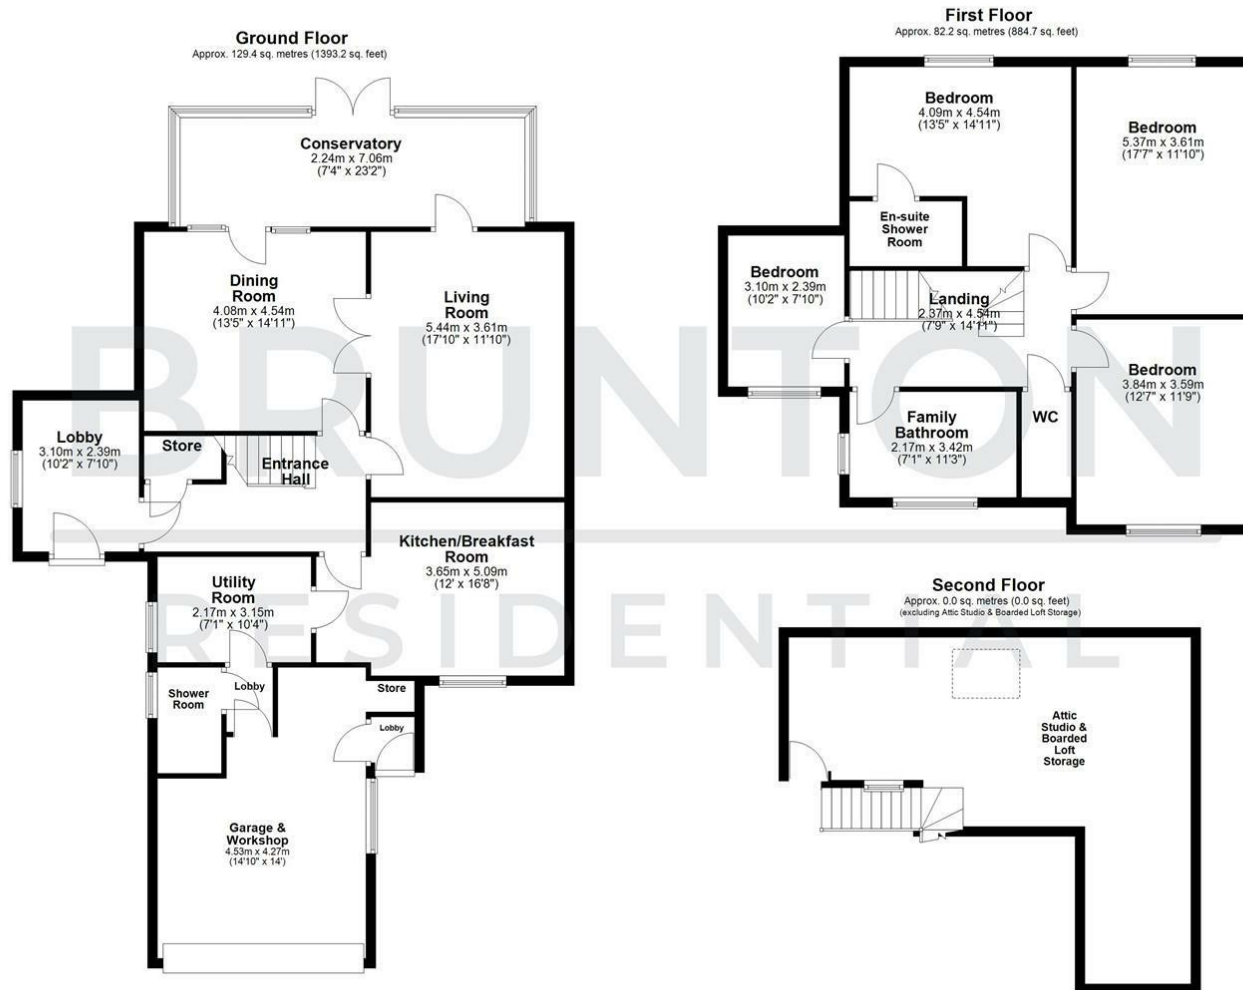 Ground Floor
Approx. 129.4 sq. metres (1393.2 sq. feet)
Conservatory
2.24m x 7.06m
(7'4" x 23'2")
Dining
Room
4.08m x 4.54m
(13'5" x 14'11")
Living
Room
5.44m x 3.61m
(17'10" x 11'10")
Lobby
3.10m x 2.39m
(10'2" x 7'10")
Store
Entrance
Hall
Kitchen/Breakfast
Room
3.65m x 5.09m
(12' x 16'8")
Utility
Room
2.17m x 3.15m
(7'1" x 10'4")
Shower
Room
Lobby
Store
Lobby
Garage &
Workshop
4.53m x 4.27m
(14'10" x 14')
First Floor
Approx. 82.2 sq. metres (884.7 sq. feet)
Bedroom
4.09m x 4.54m
(13'5" x 14'11")
Bedroom
5.37m x 3.61m
(17'7" x 11'10")
En-suite
Shower
Room
Bedroom
3.10m x 2.39m
(10'2" x 7'10")
Landing
2.37m x 4.54m
(7'9" x 14'11")
Bedroom
3.84m x 3.59m
(12'7" x 11'9")
Family
Bathroom
2.17m x 3.42m
(7'1" x 11'3")
WC
Second Floor
Approx. 0.0 sq. metres (0.0 sq. feet)
(excluding Attic Studio & Boarded Loft Storage)
Attic
Studio &
Boarded
Loft
Storage
BRUNTON
RESIDENTIAL